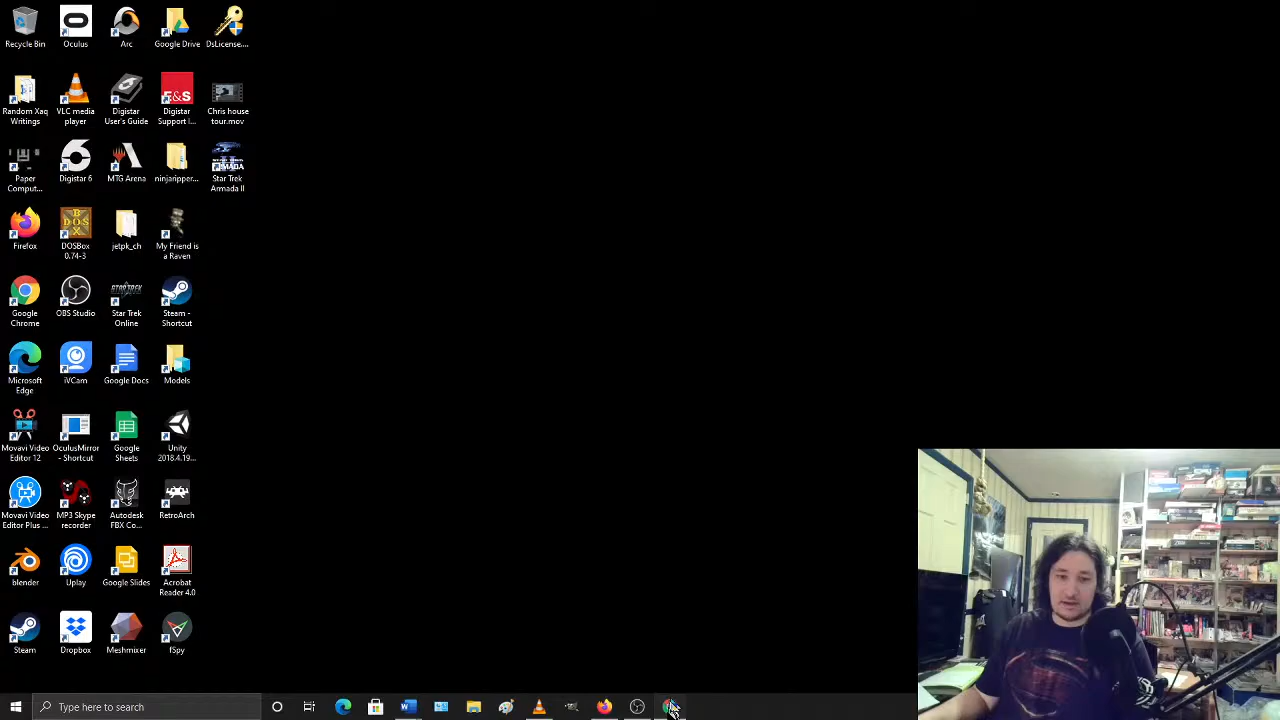 Recycle Bin
Oculus
Arc
Google Drive
DsLicense....
Random Xaq
Writings
VLC media
player
Digistar
User's Guide
Digistar
Support I...
Chris house
tour.mov
Paper
Comput...
Digistar 6
MTG Arena
ninjaripper...
Star Trek
Armada II
Firefox
DOSBox
0.74-3
jetpk_ch
My Friend is
a Raven
Google
Chrome
OBS Studio
Star Trek
Online
Steam -
Shortcut
Microsoft
Edge
iVCam
Google Docs
Models
Movavi Video
Editor 12
OculusMirror
- Shortcut
Google
Sheets
Unity
2018.4.19...
Movavi Video
Editor Plus ...
MP3 Skype
recorder
Autodesk
FBX Co...
RetroArch
blender
Uplay
Google Slides
Acrobat
Reader 4.0
Steam
Dropbox
Meshmixer
fSpy
Type here to search